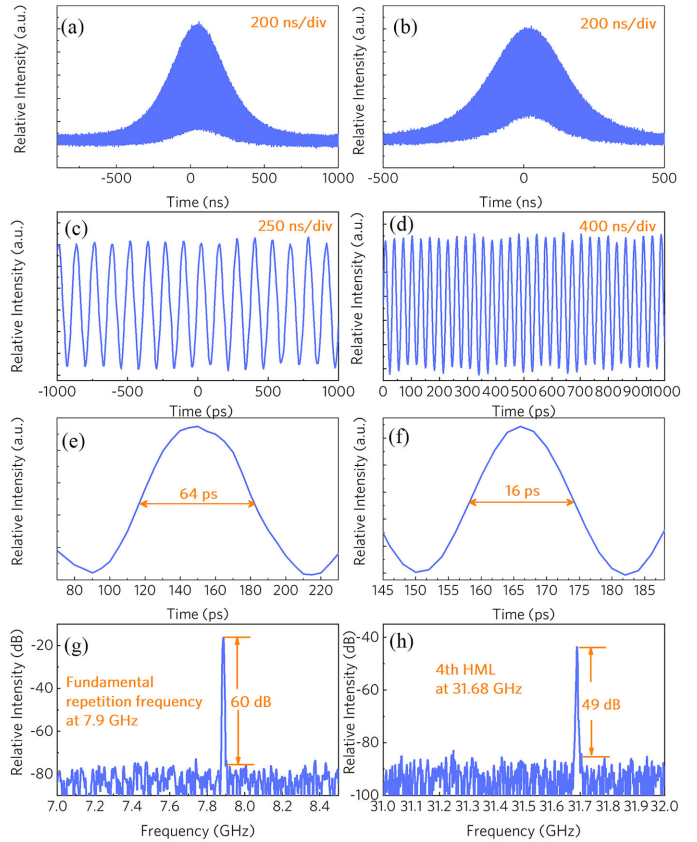 (a)
200 ns/div
Relative Intensity (a.u.)
-500 0 500 1000
Time (ns)
(b)
200 ns/div
Relative Intensity (a.u.)
-500 0 500
Time (ns)
(c)
250 ns/div
Relative Intensity (a.u.)
-1000 -500 0 500 1000
Time (ps)
(d)
400 ns/div
Relative Intensity (a.u.)
0 100 200 300 400 500 600 700 800 900 1000
Time (ps)
(e)
64 ps
Relative Intensity (a.u.)
80 100 120 140 160 180 200 220
Time (ps)
(f)
16 ps
Relative Intensity (a.u.)
145 150 155 160 165 170 175 180 185
Time (ps)
(g)
Relative Intensity (dB)
-20
-40
-60
-80
Fundamental
repetition frequency
at 7.9 GHz
60 dB
7.0 7.2 7.4 7.6 7.8 8.0 8.2 8.4
Frequency (GHz)
(h)
Relative Intensity (dB)
-40
-60
-80
-100
4th HML
at 31.68 GHz
49 dB
31.0 31.1 31.2 31.3 31.4 31.5 31.6 31.7 31.8 31.9 32.0
Frequency (GHz)